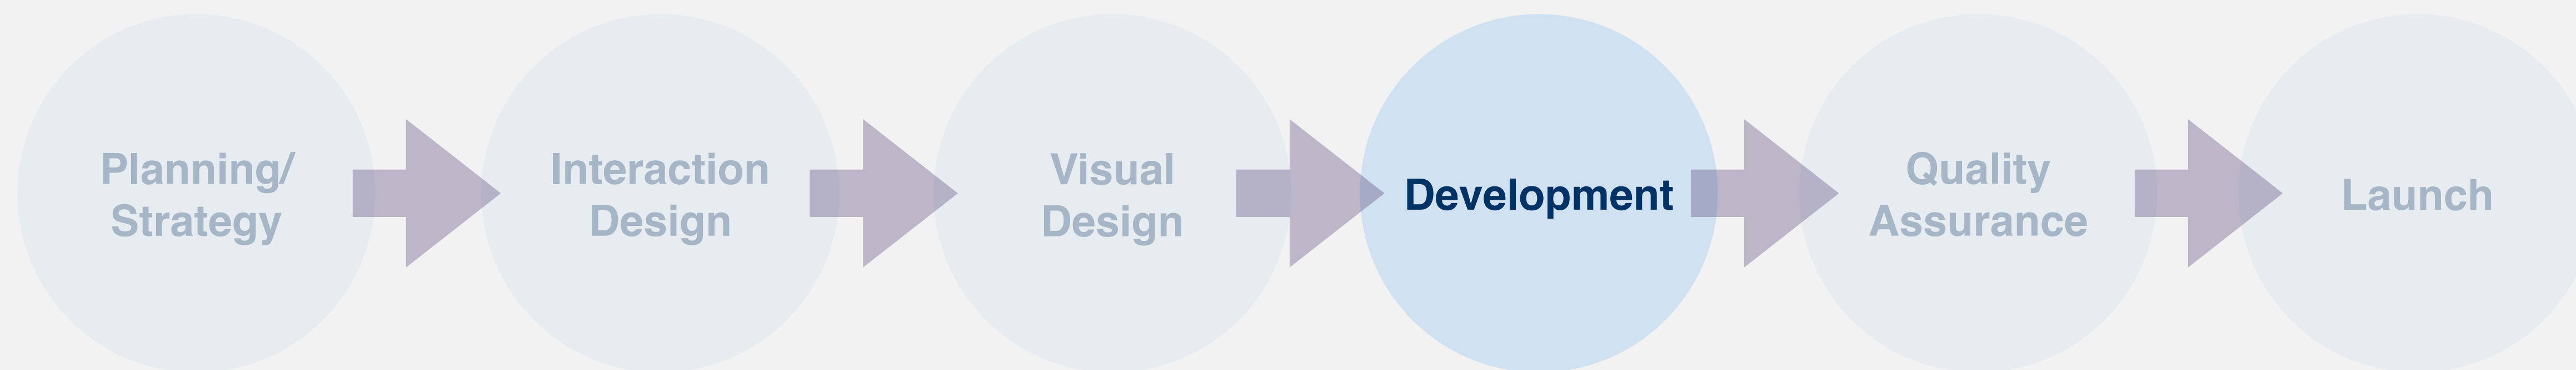 Planning/
Strategy
Interaction
Design
Visual
Design
Development
Quality
Assurance
Launch